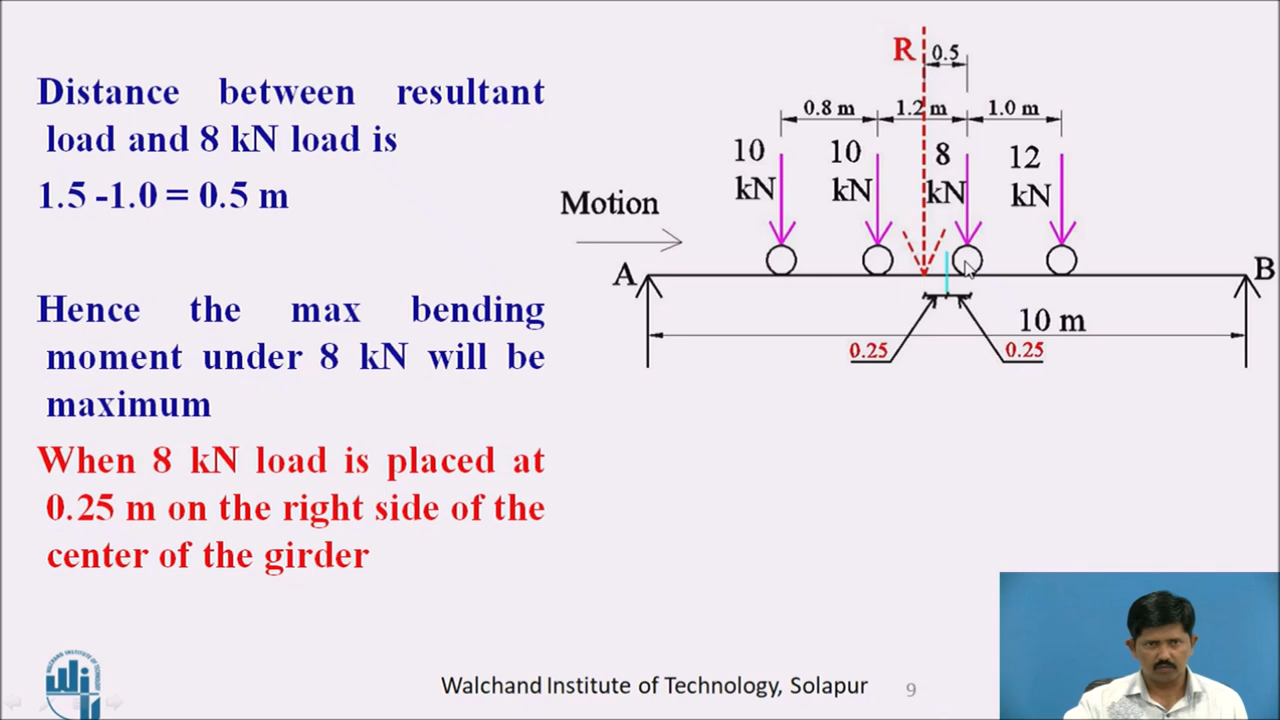 Distance between resultant
load and 8 kN load is
1.5 -1.0 = 0.5 m
Hence the max bending
moment under 8 kN will be
maximum
When 8 kN load is placed at
0.25 m on the right side of the
center of the girder
R
0.5
0.8 m
1.2 m
1.0 m
10
kN
10
kN
8
kN
12
kN
Motion
A
B
10 m
0.25
0.25
Walchand Institute of Technology, Solapur
9